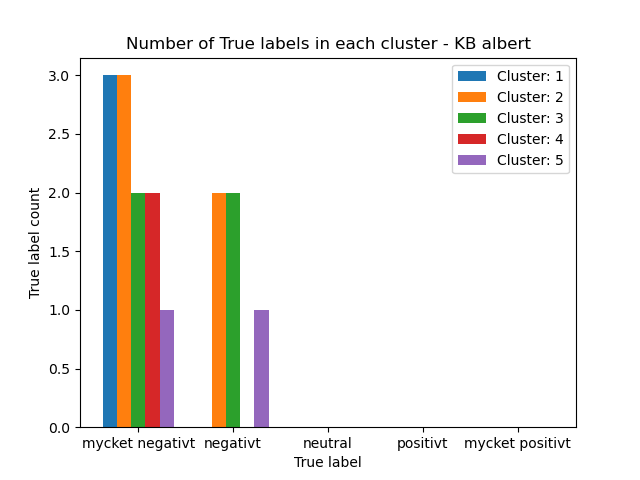 Number of True labels in each cluster - KB albert
Cluster: 1
Cluster: 2
Cluster: 3
Cluster: 4
Cluster: 5
True label count
3.0
2.5
2.0
1.5
1.0
0.5
0.0
mycket negativt negativt neutral positivt mycket positivt
True label